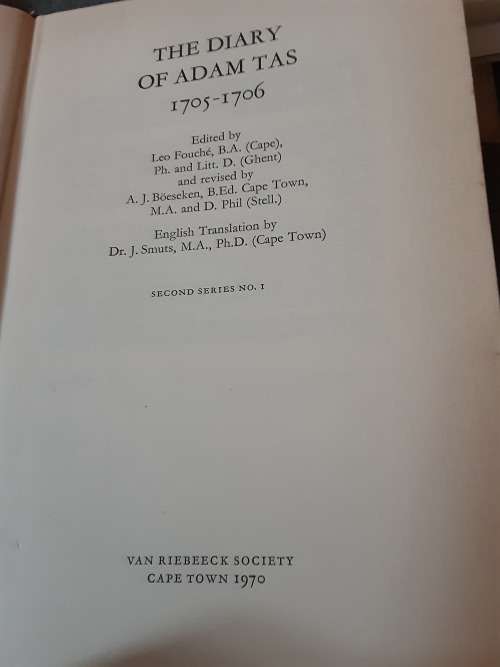 THE DIARY
OF ADAM TAS
1705-1706
Edited by
Leo Fouché, B.A. (Cape),
Ph. and Litt. D. (Ghent)
and revised by
A. J. Böeseken, B.Ed. Cape Town,
M.A. and D. Phil (Stell.)
English Translation by
Dr. J. Smuts, M.A., Ph.D. (Cape Town)
SECOND SERIES NO. 1
VAN RIEBEECK SOCIETY
CAPE TOWN 1970